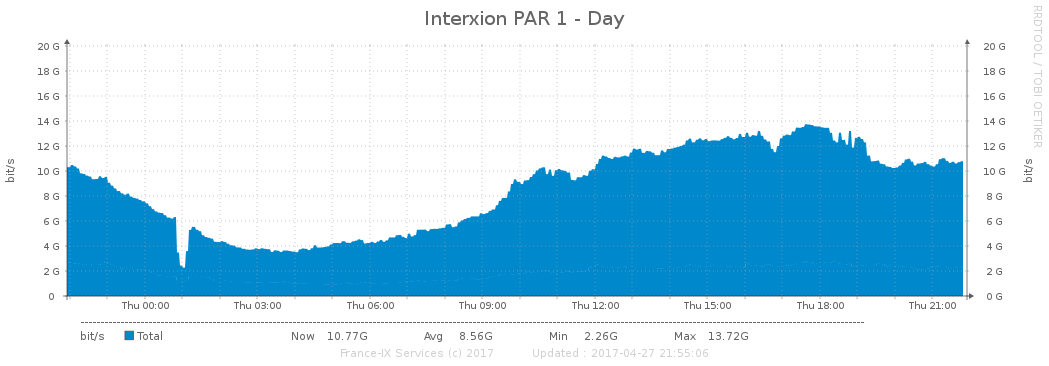 Interxion PAR 1 - Day
RRDTOOL / TOBI OETIKER
bit/s
20 G 20 G
18 G 18 G
16 G 16 G
14 G 14 G
12 G 12 G
10 G 10 G
8 G 8 G
6 G 6 G
4 G 4 G
2 G 2 G
0 0 G
bit/s
Thu 00:00 Thu 03:00 Thu 06:00 Thu 09:00 Thu 12:00 Thu 15:00 Thu 18:00 Thu 21:00
bit/s Total Now 10.77G Avg 8.56G Min 2.26G Max 13.72G
France-IX Services (c) 2017 Updated : 2017-04-27 21:55:06